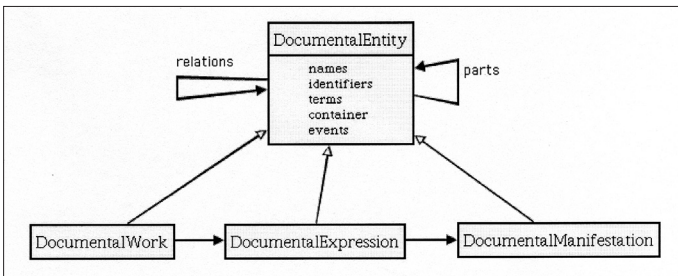 DocumentalEntity
relations
names
identifiers
terms
container
events
parts
DocumentalWork
DocumentalExpression
DocumentalManifestation